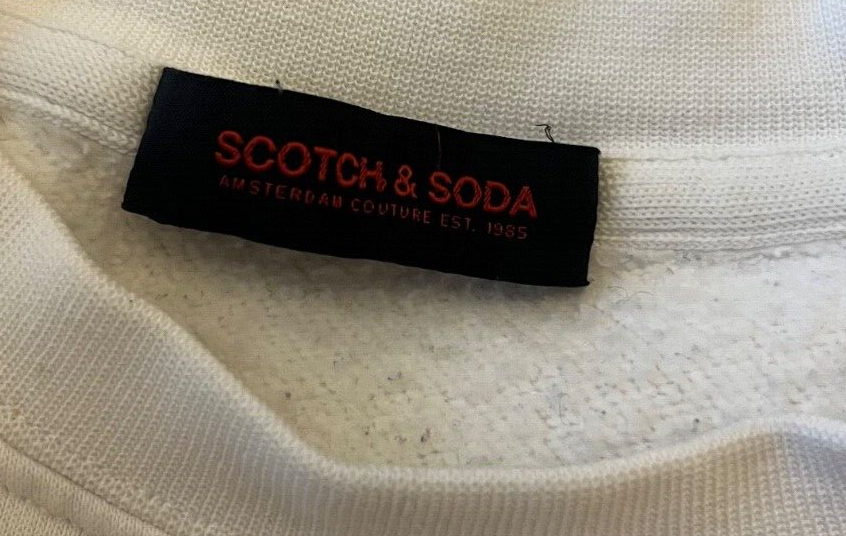 SCOTCH & SODA
AMSTERDAM COUTURE EST. 1985